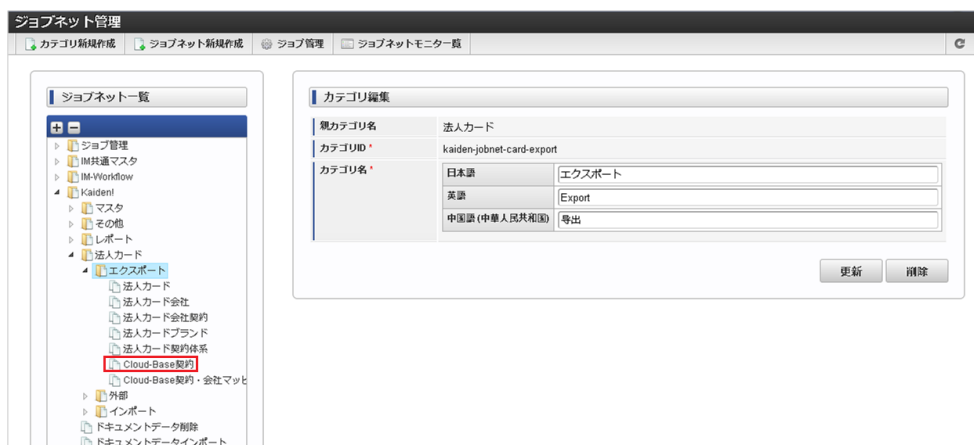 ジョブネット管理
カテゴリ新規作成 ジョブネット新規作成 ジョブ管理 ジョブネットモニタ一覧
ジョブネット一覧
ジョブ管理
IM共通マスタ
IM-Workflow
Kaiden!
マスタ
その他
レポート
法人カード
エクスポート
法人カード
法人カード会社
法人カード会社契約
法人カードブランド
法人カード契約体系
Cloud-Base契約
Cloud-Base契約・会社マッピ
外部
インポート
ドキュメントデータ削除
ドキュメントデータインポート
カテゴリ編集
親カテゴリ名 法人カード
カテゴリID * kaiden-jobnet-card-export
カテゴリ名 *
日本語 エクスポート
英語 Export
中国語 (中華人民共和国) 导出
更新 削除